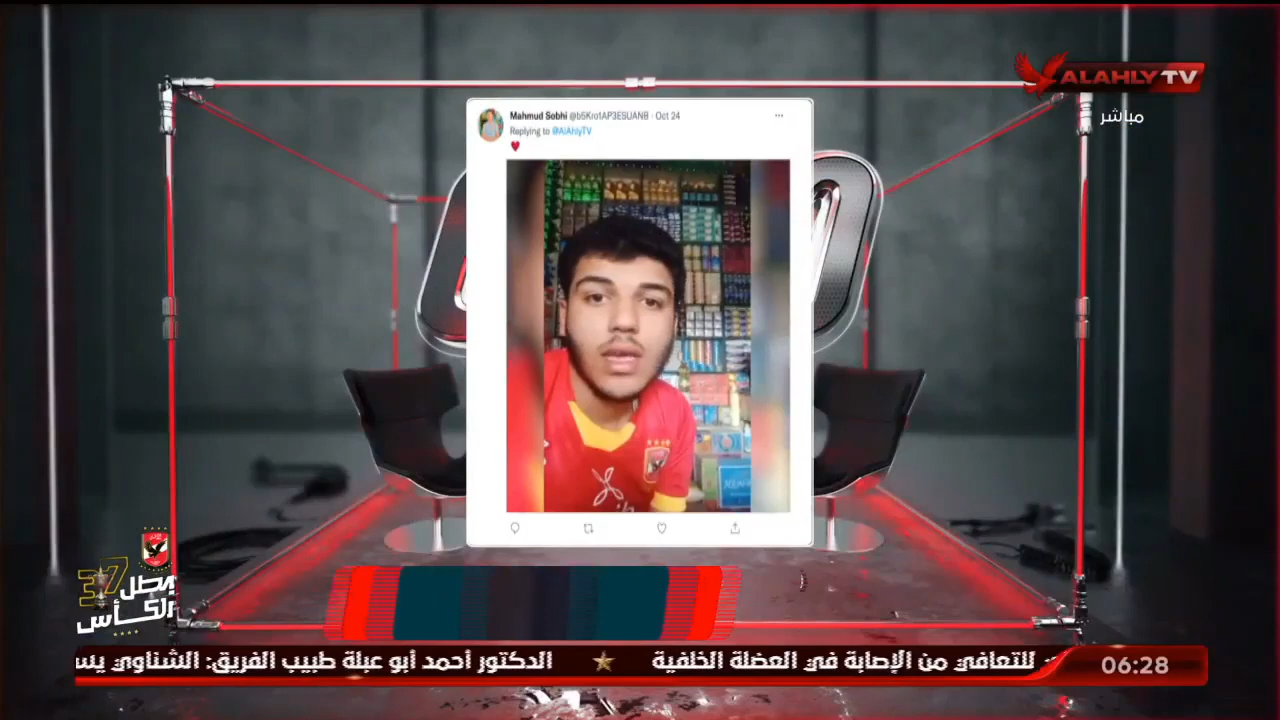 ALAHLY TV
مباشر
Mahmud Sobhi @b5Kro1AP3E9UANB · Oct 24
Replying to @AlAhlyTV
بطل 37
الكأس
للتعافي من الإصابة في العضلة الخلفية ★ الدكتور أحمد أبو عبلة طبيب الفريق: الشناوي
06:28